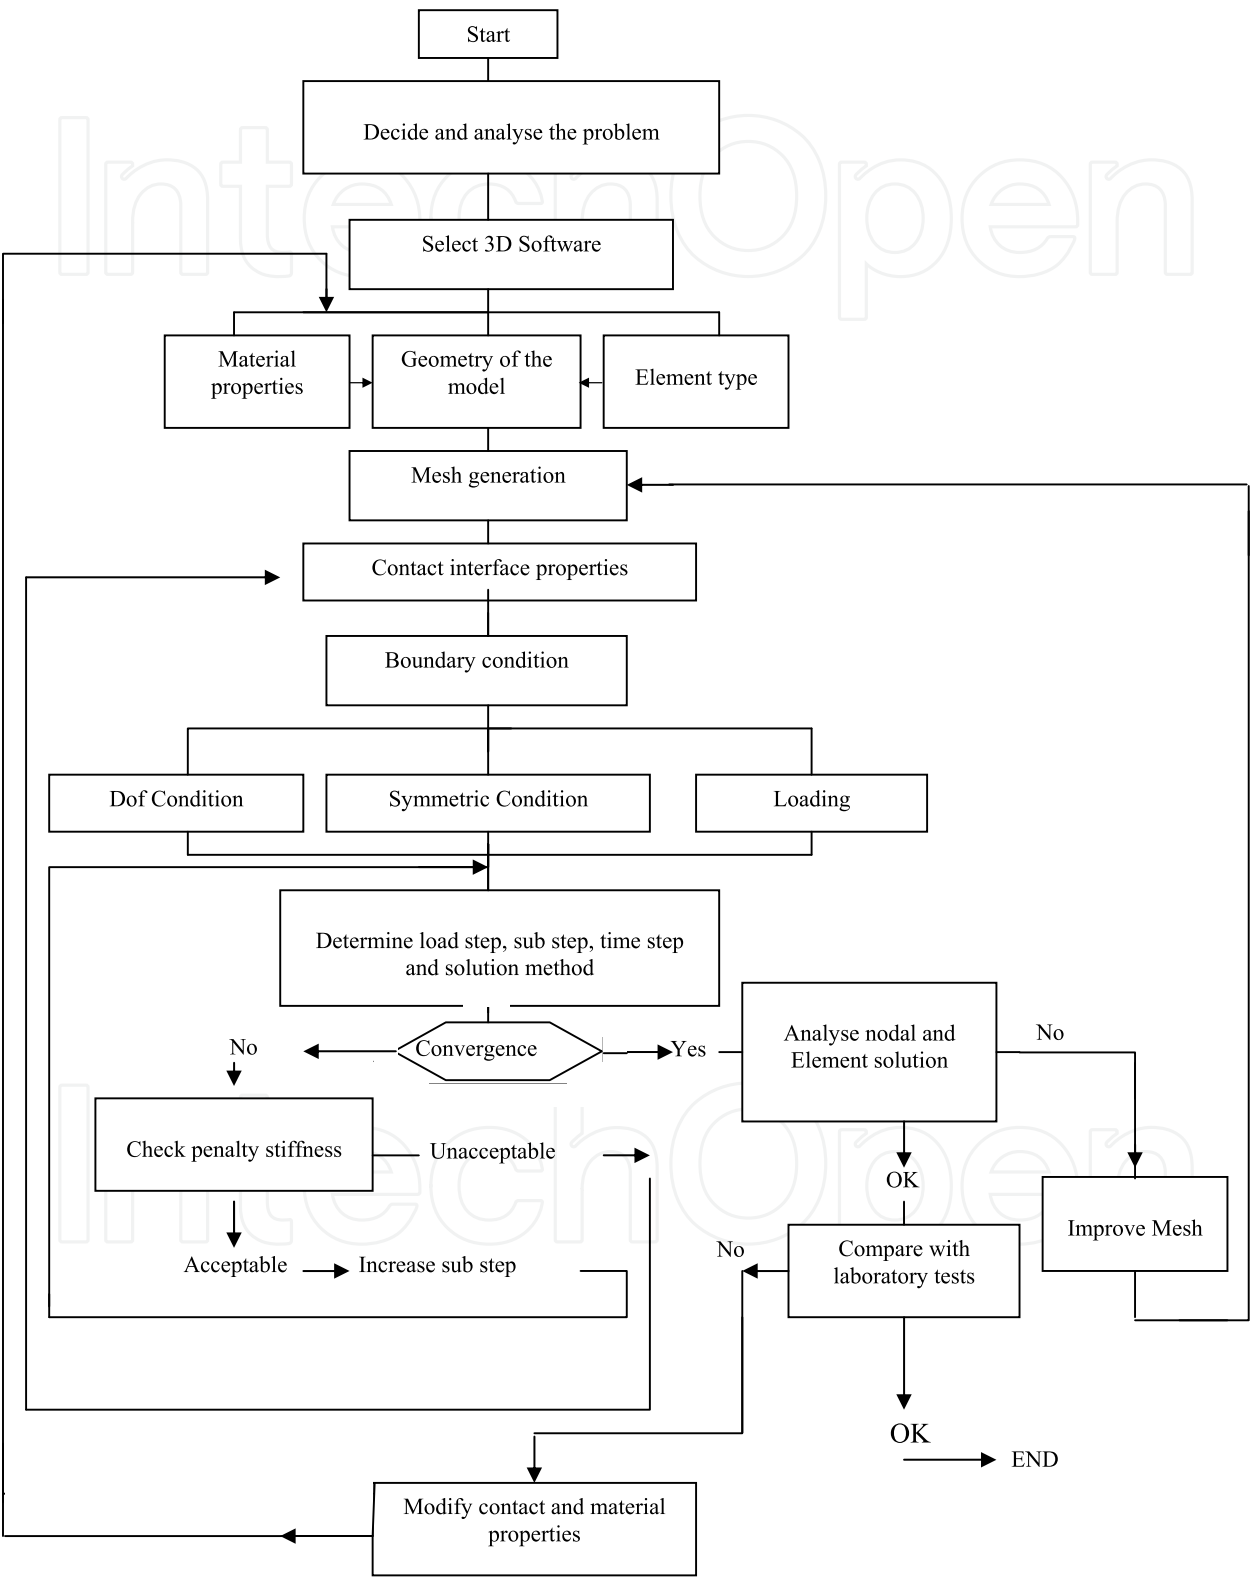 Start
IntechOpen
Decide and analyse the problem
Select 3D Software
Material
properties
Geometry of the
model
Element type
Mesh generation
Contact interface properties
Boundary condition
Dof Condition
Symmetric Condition
Loading
Determine load step, sub step, time step
and solution method
No
Convergence
Yes
Analyse nodal and
Element solution
No
IntechOpen
Check penalty stiffness
Unacceptable
OK
Improve Mesh
Acceptable
Increase sub step
No
Compare with
laboratory tests
OK
END
Modify contact and material
properties